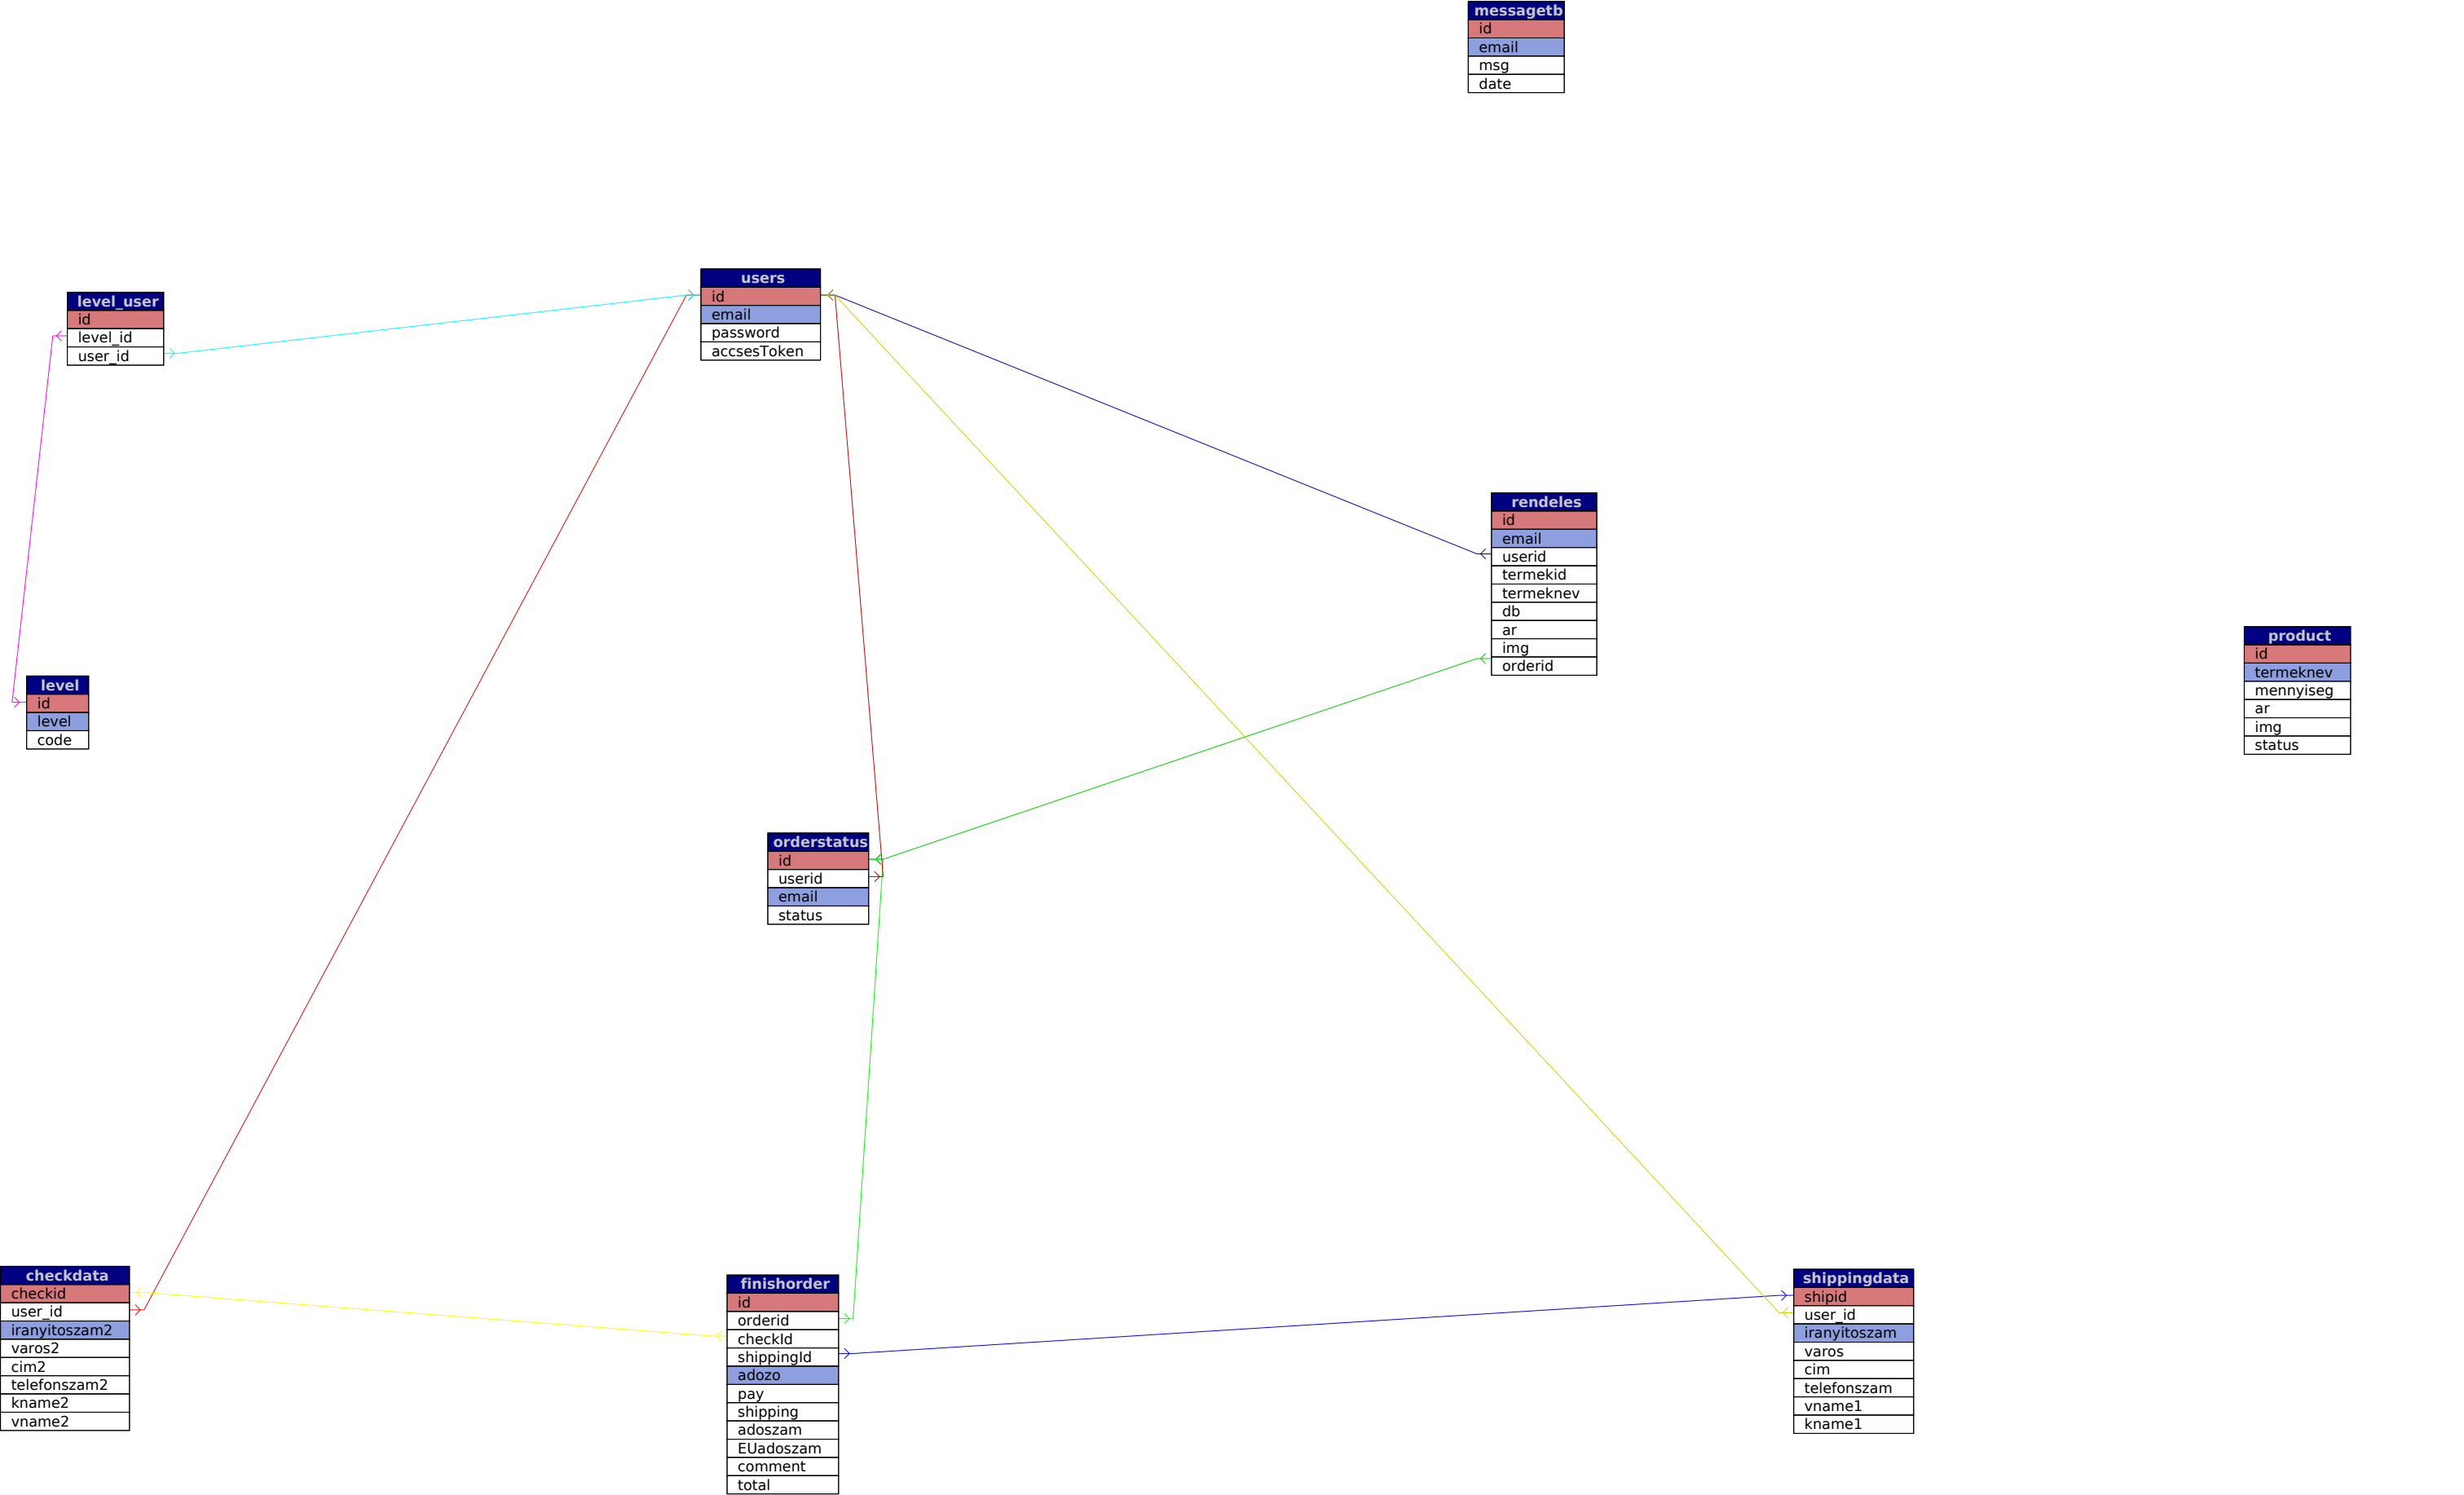 messagetb
id
email
msg
date
users
id
email
password
accsesToken
level_user
id
level_id
user_id
rendeles
id
email
userid
termekid
termeknev
db
ar
img
orderid
product
id
termeknev
mennyiseg
ar
img
status
level
id
level
code
orderstatus
id
userid
email
status
checkdata
checkid
user_id
iranyitoszam2
varos2
cim2
telefonszam2
kname2
vname2
finishorder
id
orderid
checkId
shippingId
adozo
pay
shipping
adoszam
EUadoszam
comment
total
shippingdata
shipid
user_id
iranyitoszam
varos
cim
telefonszam
vname1
kname1